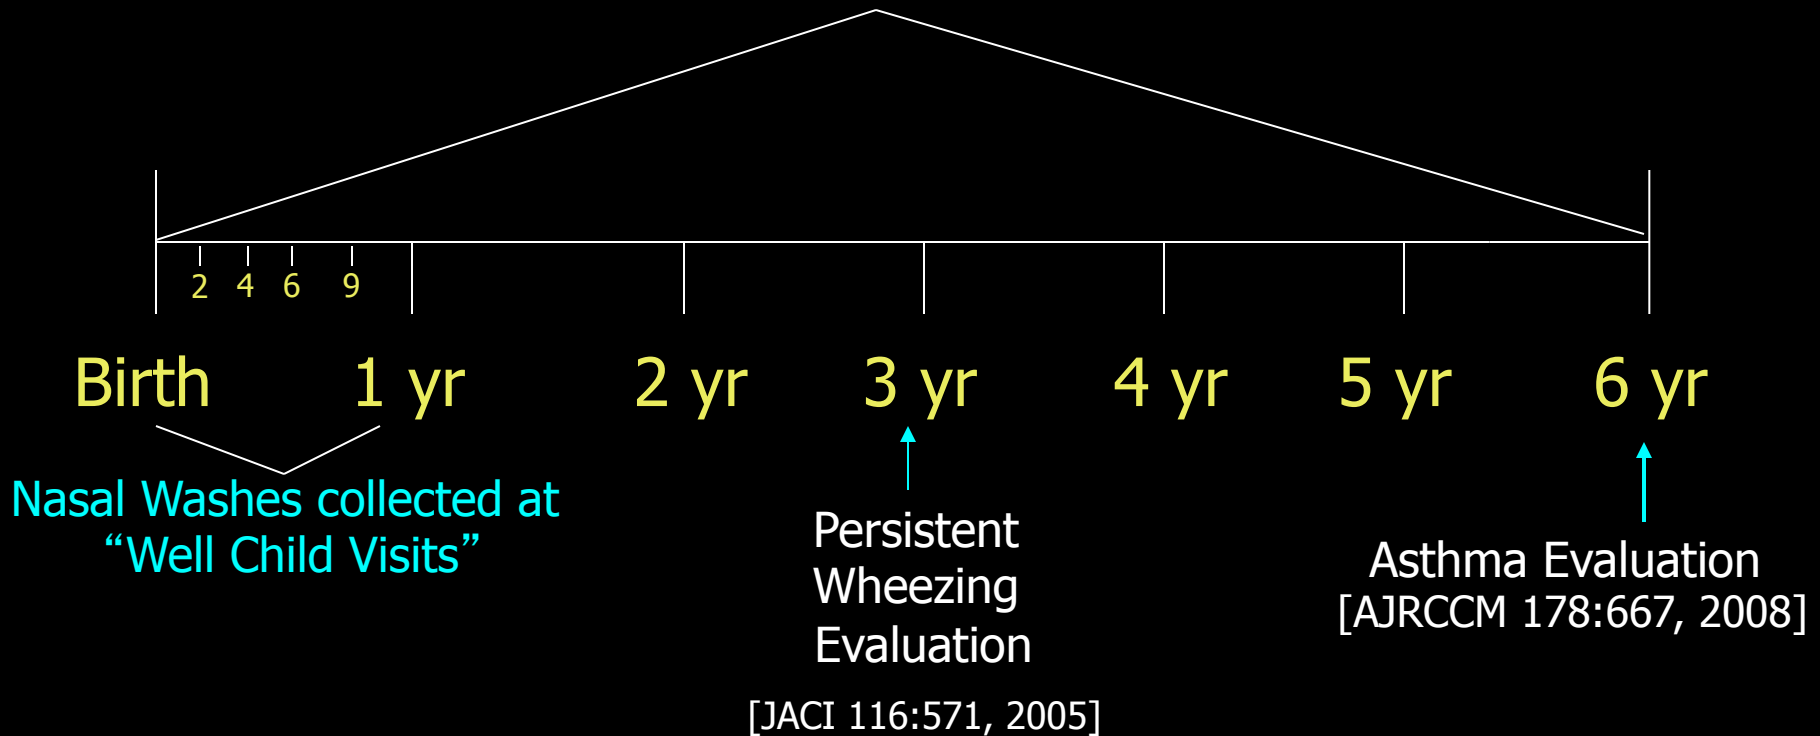 2 4 6 9
Birth 1 yr 2 yr 3 yr 4 yr 5 yr 6 yr
Nasal Washes collected at
“Well Child Visits”
Persistent
Wheezing
Evaluation
[JACI 116:571, 2005]
Asthma Evaluation
[AJRCCM 178:667, 2008]